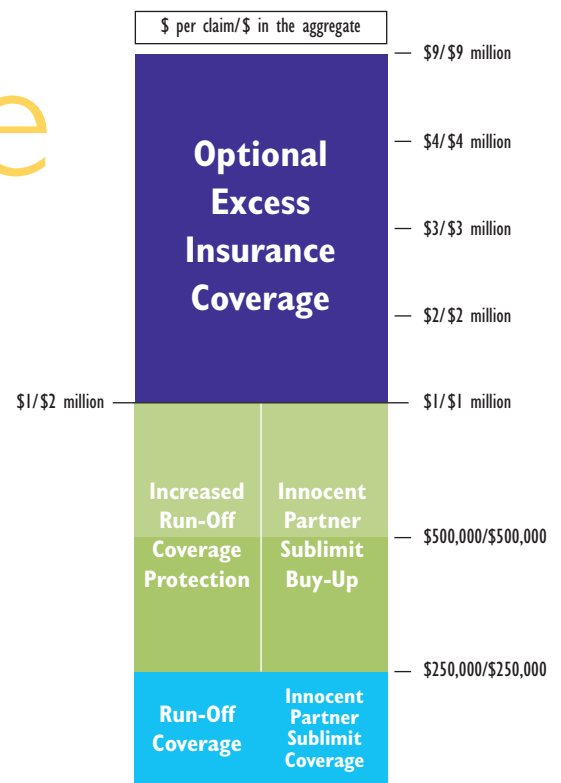 $ per claim/$ in the aggregate
$9/$9 million
e
$4/$4 million
Optional
Excess
Insurance
Coverage
$3/$3 million
$2/$2 million
$1/$2 million
$1/$1 million
Increased
Run-Off
Coverage
Protection
Innocent
Partner
Sublimit
Buy-Up
$500,000/$500,000
$250,000/$250,000
Run-Off
Coverage
Innocent
Partner
Sublimit
Coverage